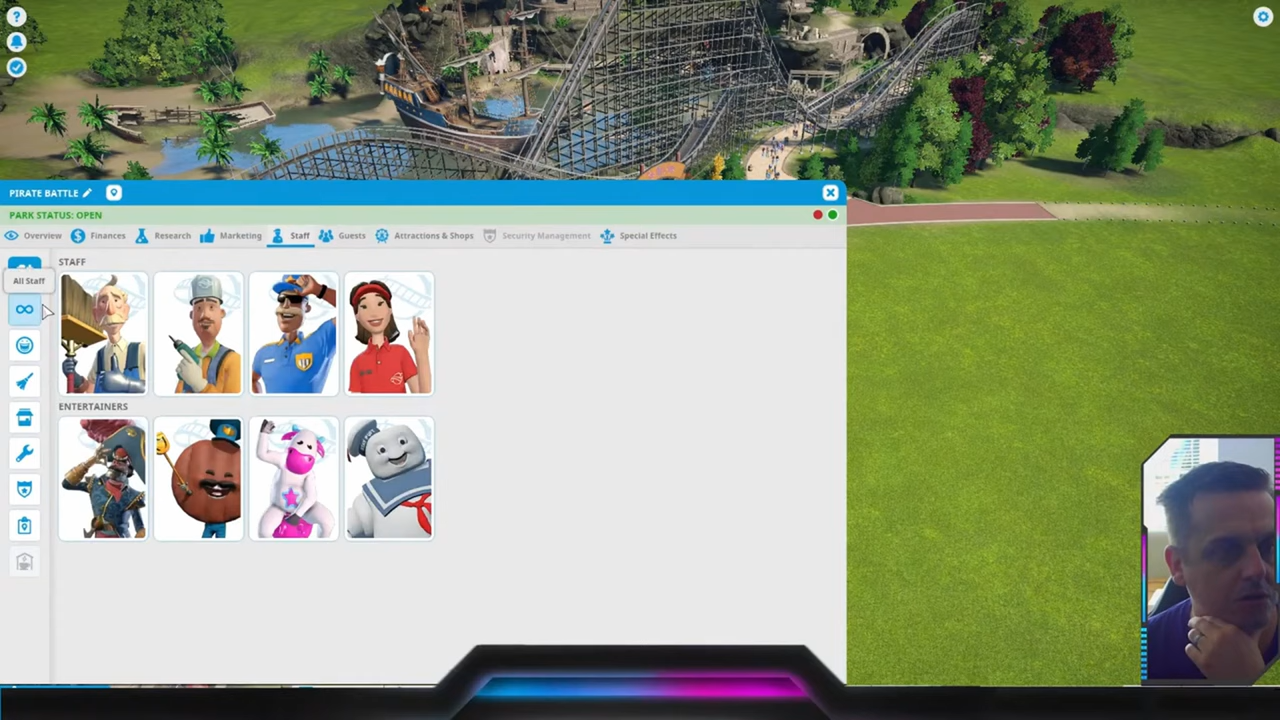 PIRATE BATTLE
PARK STATUS: OPEN
Overview Finances Research Marketing Staff Guests Attractions & Shops Security Management Special Effects
STAFF
All Staff
ENTERTAINERS